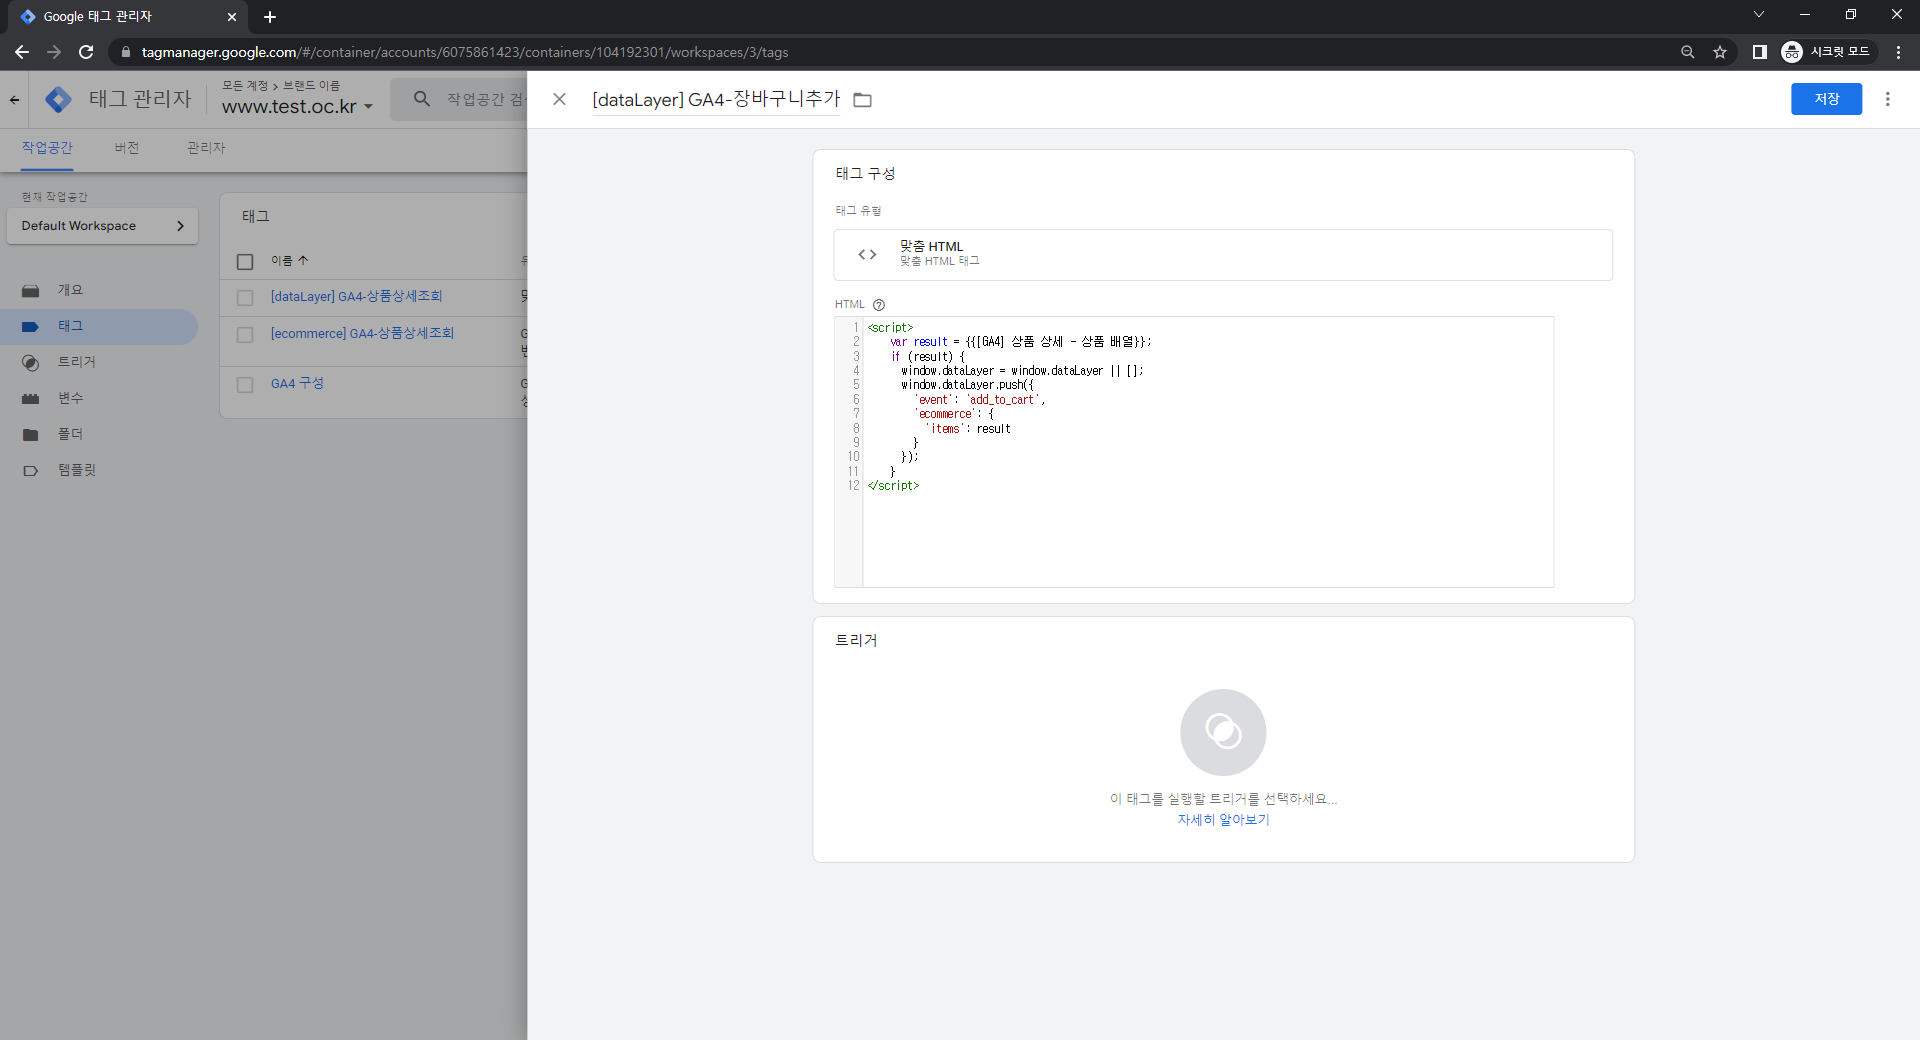 Google 태그 관리자
tagmanager.google.com/#/container/accounts/6075861423/containers/104192301/workspaces/3/tags
시크릿 모드
태그 관리자
모든 계정 > 브랜드 이름
www.test.oc.kr
작업공간 검
[dataLayer] GA4-장바구니추가
저장
작업공간
버전
관리자
현재 작업공간
Default Workspace
개요
태그
트리거
변수
폴더
템플릿
태그
이름
[dataLayer] GA4-상품상세조회
[ecommerce] GA4-상품상세조회
GA4 구성
태그 구성
태그 유형
맞춤 HTML
맞춤 HTML 태그
HTML
1 <script>
2 var result = {{[GA4] 상품 상세 - 상품 배열}};
3 if (result) {
4 window.dataLayer = window.dataLayer || [];
5 window.dataLayer.push({
6 'event': 'add_to_cart',
7 'ecommerce': {
8 'items': result
9 }
10 });
11 }
12 </script>
트리거
이 태그를 실행할 트리거를 선택하세요...
자세히 알아보기